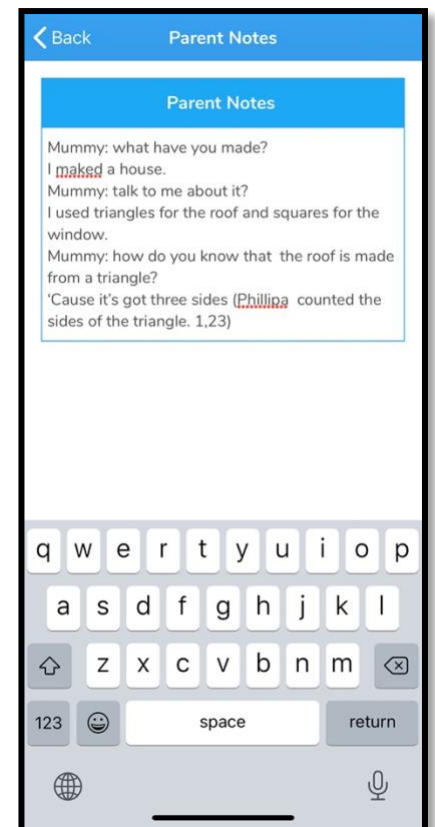 Back Parent Notes
Parent Notes
Mummy: what have you made?
I maked a house.
Mummy: talk to me about it?
I used triangles for the roof and squares for the
window.
Mummy: how do you know that the roof is made
from a triangle?
‘Cause it’s got three sides (Phillipa counted the
sides of the triangle. 1,23)
q w e r t y u i o p
a s d f g h j k l
z x c v b n m
123 space return